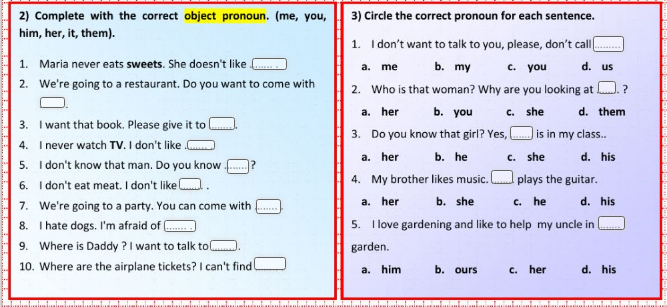 2) Complete with the correct object pronoun. (me, you,
him, her, it, them).
1. Maria never eats sweets. She doesn't like ........
2. We're going to a restaurant. Do you want to come with
.......
3. I want that book. Please give it to .......
4. I never watch TV. I don't like .......
5. I don't know that man. Do you know .......?
6. I don't eat meat. I don't like....... .
7. We're going to a party. You can come with .......
8. I hate dogs. I'm afraid of .......
9. Where is Daddy ? I want to talk to .......
10. Where are the airplane tickets? I can't find.......
3) Circle the correct pronoun for each sentence.
1. I don't want to talk to you, please, don't call .........
a. me b. my c. you d. us
2. Who is that woman? Why are you looking at ....... ?
a. her b. you c. she d. them
3. Do you know that girl? Yes, ....... is in my class..
a. her b. he c. she d. his
4. My brother likes music. ....... plays the guitar.
a. her b. she c. he d. his
5. I love gardening and like to help my uncle in .......
garden.
a. him b. ours c. her d. his